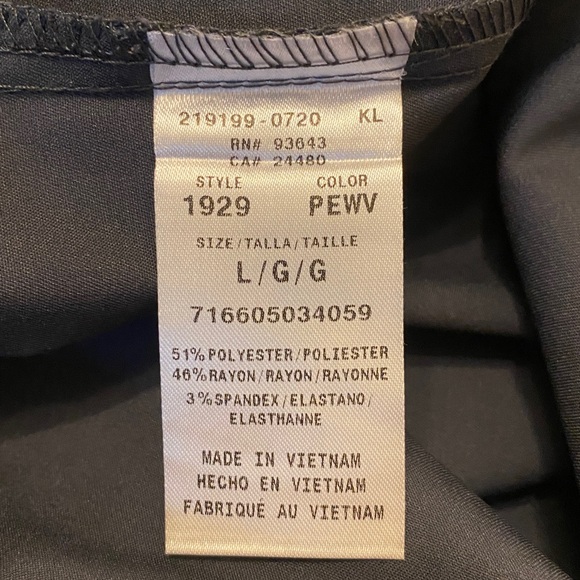 219199-0720 KL
RN# 93643
CA# 24480
STYLE COLOR
1929 PEWV
SIZE/TALLA/TAILLE
L/G/G
716605034059
51% POLYESTER/POLIESTER
46% RAYON/RAYON/RAYONNE
3% SPANDEX/ELASTANO/
ELASTHANNE
MADE IN VIETNAM
HECHO EN VIETNAM
FABRIQUÉ AU VIETNAM